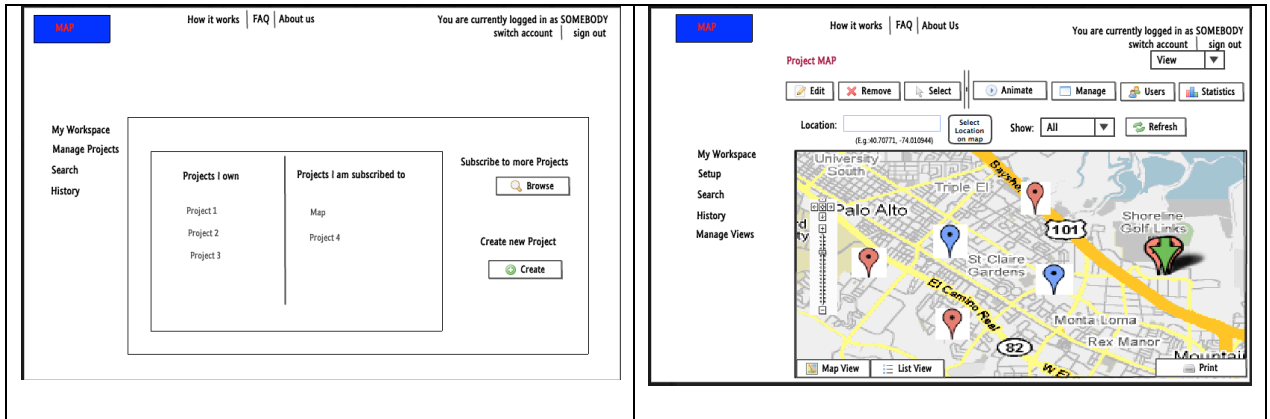 MAP
How it works
FAQ
About us
You are currently logged in as SOMEBODY
switch account
sign out
My Workspace
Manage Projects
Search
History
Projects I own
Project 1
Project 2
Project 3
Projects I am subscribed to
Map
Project 4
Subscribe to more Projects
Browse
Create new Project
Create
MAP
How it works
FAQ
About Us
You are currently logged in as SOMEBODY
switch account
sign out
View
Project MAP
Edit
Remove
Select
Animate
Manage
Users
Statistics
Location:
(E.g.:40.70771, -74.010944)
Select
Location
on map
Show:
All
Refresh
My Workspace
Setup
Search
History
Manage Views
University
South
Triple El
Baysho
Palo Alto
rd
ty
101
Shoreline
Golf Links
St Claire
Gardens
El Camino Real
Monta Loma
Rex Manor
82
Mountai
W El
Map View
List View
Print